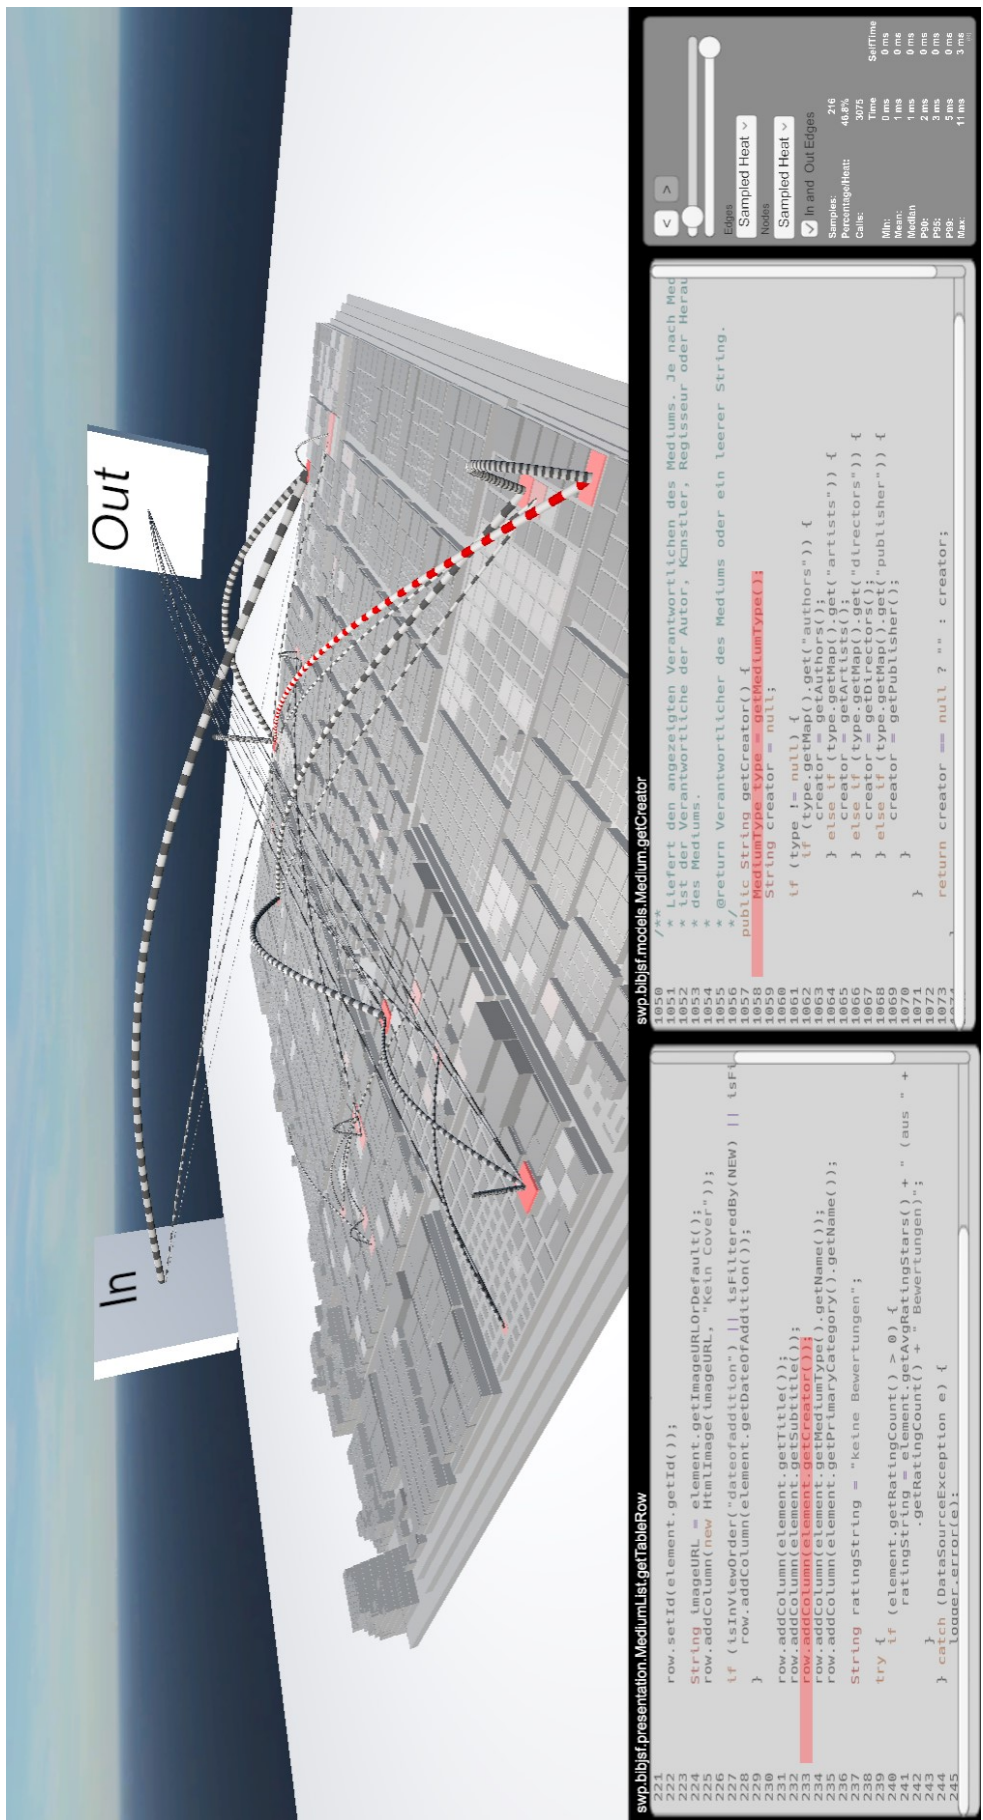 In
Out
swp.bibjsf.presentation.MediumList.getTableRow
221
222 row.setId(element.getId());
223
224 String imageURL = element.getImageURLOrDefault();
225 row.addColumn(new HtmlImage(imageURL, "Kein Cover"));
226
227 if (isInViewOrder("dateofaddition") || isFilteredBy(NEW) || isFi
228 row.addColumn(element.getDateOfAddition());
229 }
230
231 row.addColumn(element.getTitle());
232 row.addColumn(element.getSubtitle());
233 row.addColumn(element.getCreator());
234 row.addColumn(element.getMediumType().getName());
235 row.addColumn(element.getPrimaryCategory().getName());
236
237 String ratingString = "keine Bewertungen";
238
239 try {
240 if (element.getRatingCount() > 0) {
241 ratingString = element.getAvgRatingStars() + " (aus " +
242 .getRatingCount() + " Bewertungen)";
243 }
244 } catch (DataSourceException e) {
245 logger.error(e);
swp.bibjsf.models.Medium.getCreator
1050 /**
1051 * Liefert den angezeigten Verantwortlichen des Mediums. Je nach Med
1052 * ist der Verantwortliche der Autor, K□nstler, Regisseur oder Herau
1053 * des Mediums.
1054 *
1055 * @return Verantwortlicher des Mediums oder ein leerer String.
1056 */
1057 public String getCreator() {
1058 MediumType type = getMediumType();
1059 String creator = null;
1060
1061 if (type != null) {
1062 if (type.getMap().get("authors")) {
1063 creator = getAuthors();
1064 } else if (type.getMap().get("artists")) {
1065 creator = getArtists();
1066 } else if (type.getMap().get("directors")) {
1067 creator = getDirectors();
1068 } else if (type.getMap().get("publisher")) {
1069 creator = getPublisher();
1070 }
1071 }
1072
1073 return creator == null ? "" : creator;
1074 }
< >
Edges
Sampled Heat
Nodes
Sampled Heat
In and Out Edges
Samples: 216
Percentage/Heat: 46.8%
Calls: 3075
Time SelfTime
Min: 0 ms 0 ms
Mean: 1 ms 0 ms
Median 1 ms 0 ms
P90: 2 ms 0 ms
P95: 3 ms 0 ms
P99: 5 ms 0 ms
Max: 11 ms 3 ms